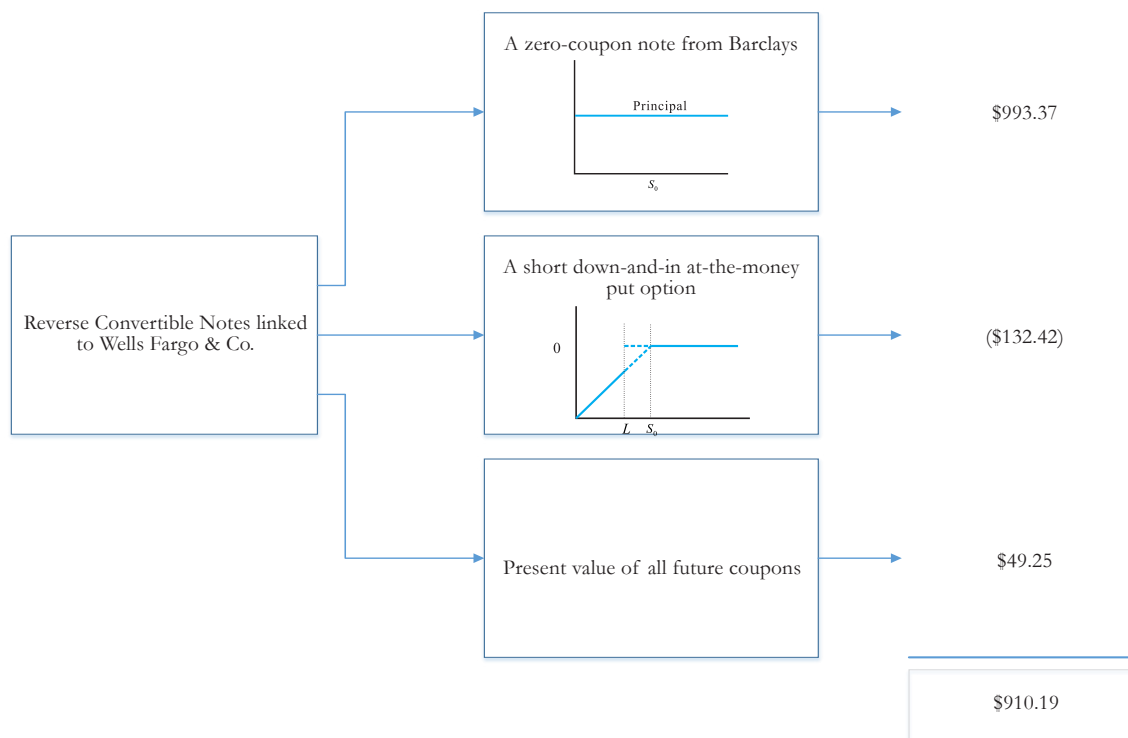 A zero-coupon note from Barclays
Principal
S₀
$993.37
Reverse Convertible Notes linked
to Wells Fargo & Co.
A short down-and-in at-the-money
put option
0
L S₀
($132.42)
Present value of all future coupons
$49.25
$910.19